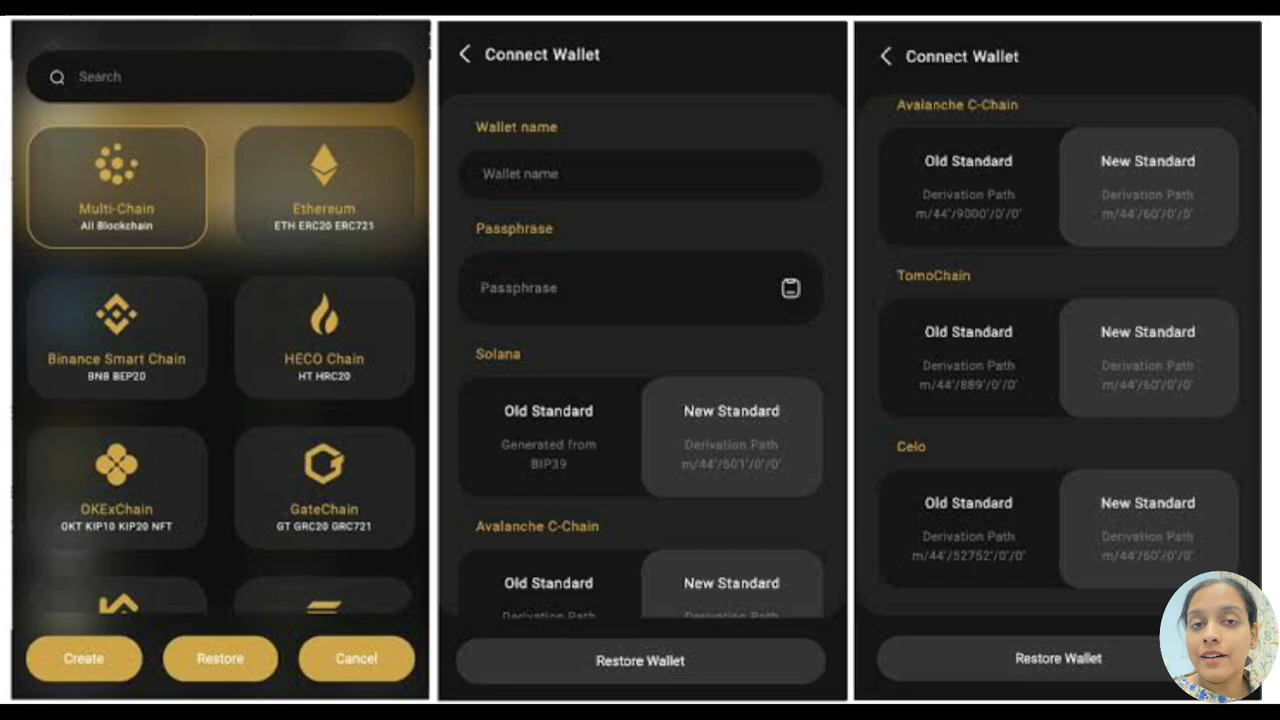 Search
Multi-Chain
All Blockchain
Ethereum
ETH ERC20 ERC721
Binance Smart Chain
BNB BEP20
HECO Chain
HT HRC20
OKExChain
OKT KIP10 KIP20 NFT
GateChain
GT GRC20 GRC721
Create
Restore
Cancel
Connect Wallet
Wallet name
Wallet name
Passphrase
Passphrase
Solana
Old Standard
Generated from
BIP39
New Standard
Derivation Path
m/44'/501'/0'/0'
Avalanche C-Chain
Old Standard
Derivation Path
New Standard
Derivation Path
Restore Wallet
Connect Wallet
Avalanche C-Chain
Old Standard
Derivation Path
m/44'/9000'/0'/0'
New Standard
Derivation Path
m/44'/60'/0'/0'
TomoChain
Old Standard
Derivation Path
m/44'/889'/0'/0'
New Standard
Derivation Path
m/44'/60'/0'/0'
Celo
Old Standard
Derivation Path
m/44'/52752'/0'/0'
New Standard
Derivation Path
m/44'/60'/0'/0'
Restore Wallet